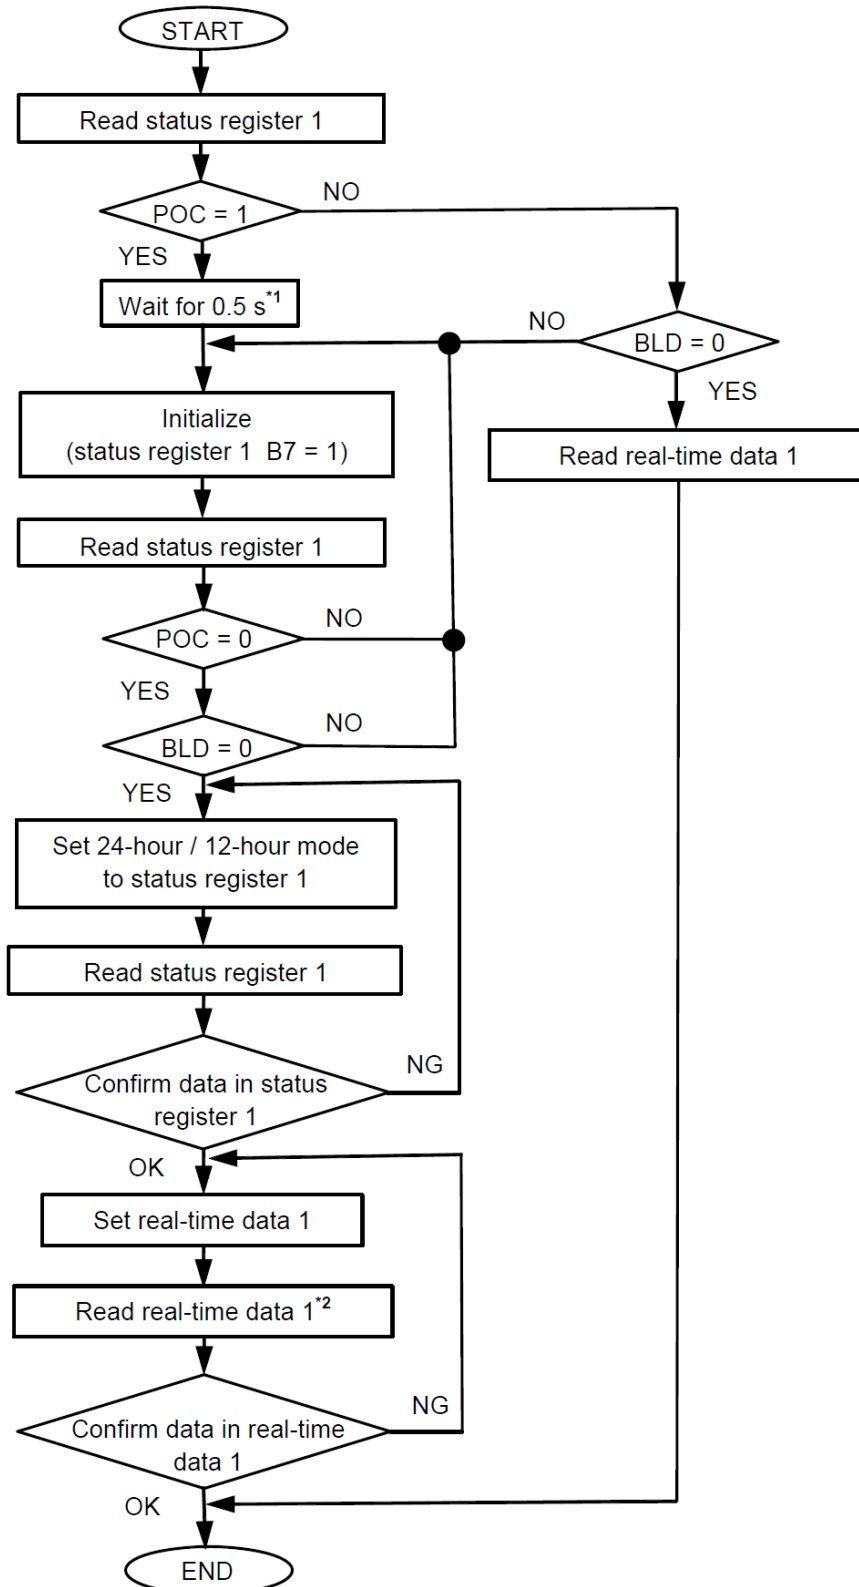 START
Read status register 1
POC = 1
NO
YES
Wait for 0.5 s*1
NO
BLD = 0
YES
Initialize
(status register 1  B7 = 1)
Read real-time data 1
Read status register 1
POC = 0
NO
YES
BLD = 0
NO
YES
Set 24-hour / 12-hour mode
to status register 1
Read status register 1
Confirm data in status
register 1
NG
OK
Set real-time data 1
Read real-time data 1*2
Confirm data in real-time
data 1
NG
OK
END